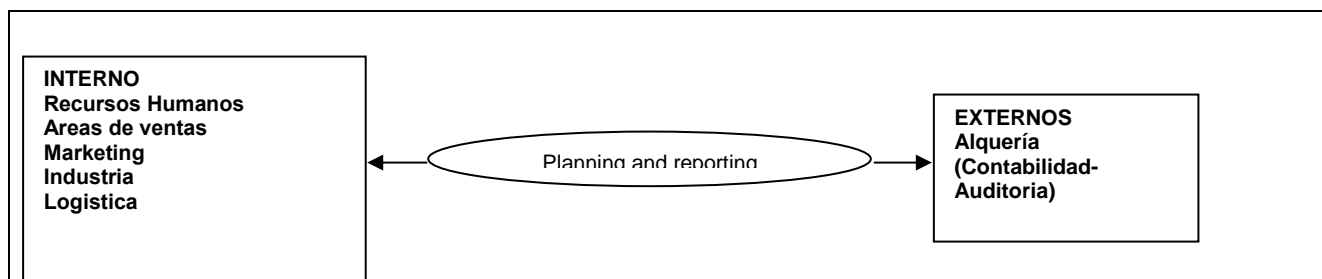 INTERNO
Recursos Humanos
Areas de ventas
Marketing
Industria
Logistica
Planning and reporting
EXTERNOS
Alquería
(Contabilidad-
Auditoria)